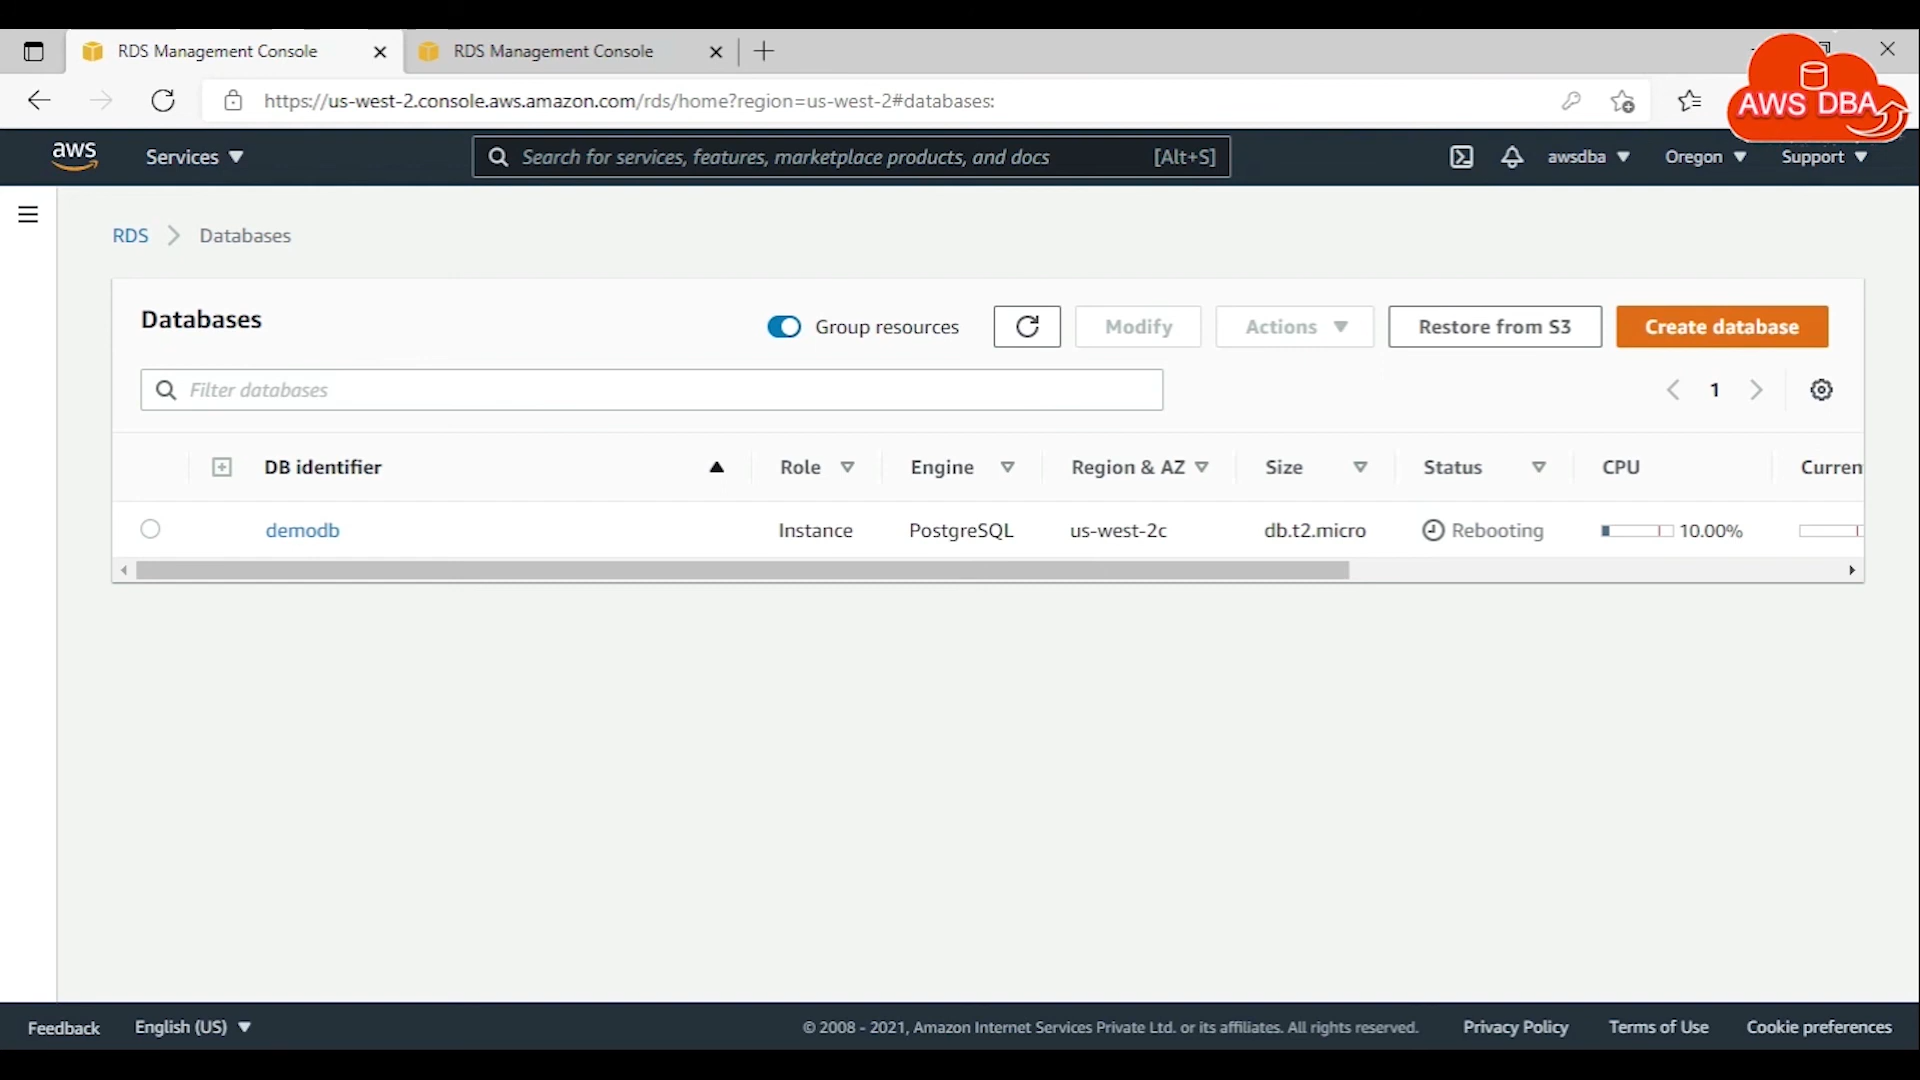 RDS Management Console
RDS Management Console
https://us-west-2.console.aws.amazon.com/rds/home?region=us-west-2#databases:
AWS DBA
aws
Services
Search for services, features, marketplace products, and docs
[Alt+S]
awsdba
Oregon
Support
RDS
Databases
Databases
Group resources
Modify
Actions
Restore from S3
Create database
Filter databases
1
DB identifier
Role
Engine
Region & AZ
Size
Status
CPU
Curren
demodb
Instance
PostgreSQL
us-west-2c
db.t2.micro
Rebooting
10.00%
Feedback
English (US)
© 2008 - 2021, Amazon Internet Services Private Ltd. or its affiliates. All rights reserved.
Privacy Policy
Terms of Use
Cookie preferences